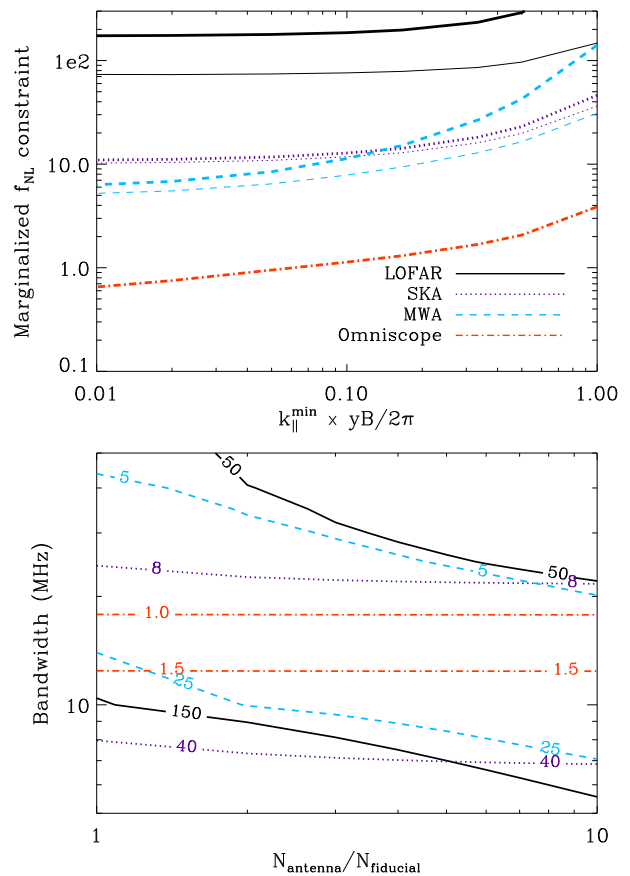 1e2
10.0
1.0
0.1
Marginalized f_NL constraint
LOFAR
SKA
MWA
Omniscope
0.01 0.10 1.00
k_∥^min × yB/2π
Bandwidth (MHz)
50
5
50
5
8
8
1.0
1.5
1.5
25
150
25
40
40
10
1 10
N_antenna/N_fiducial